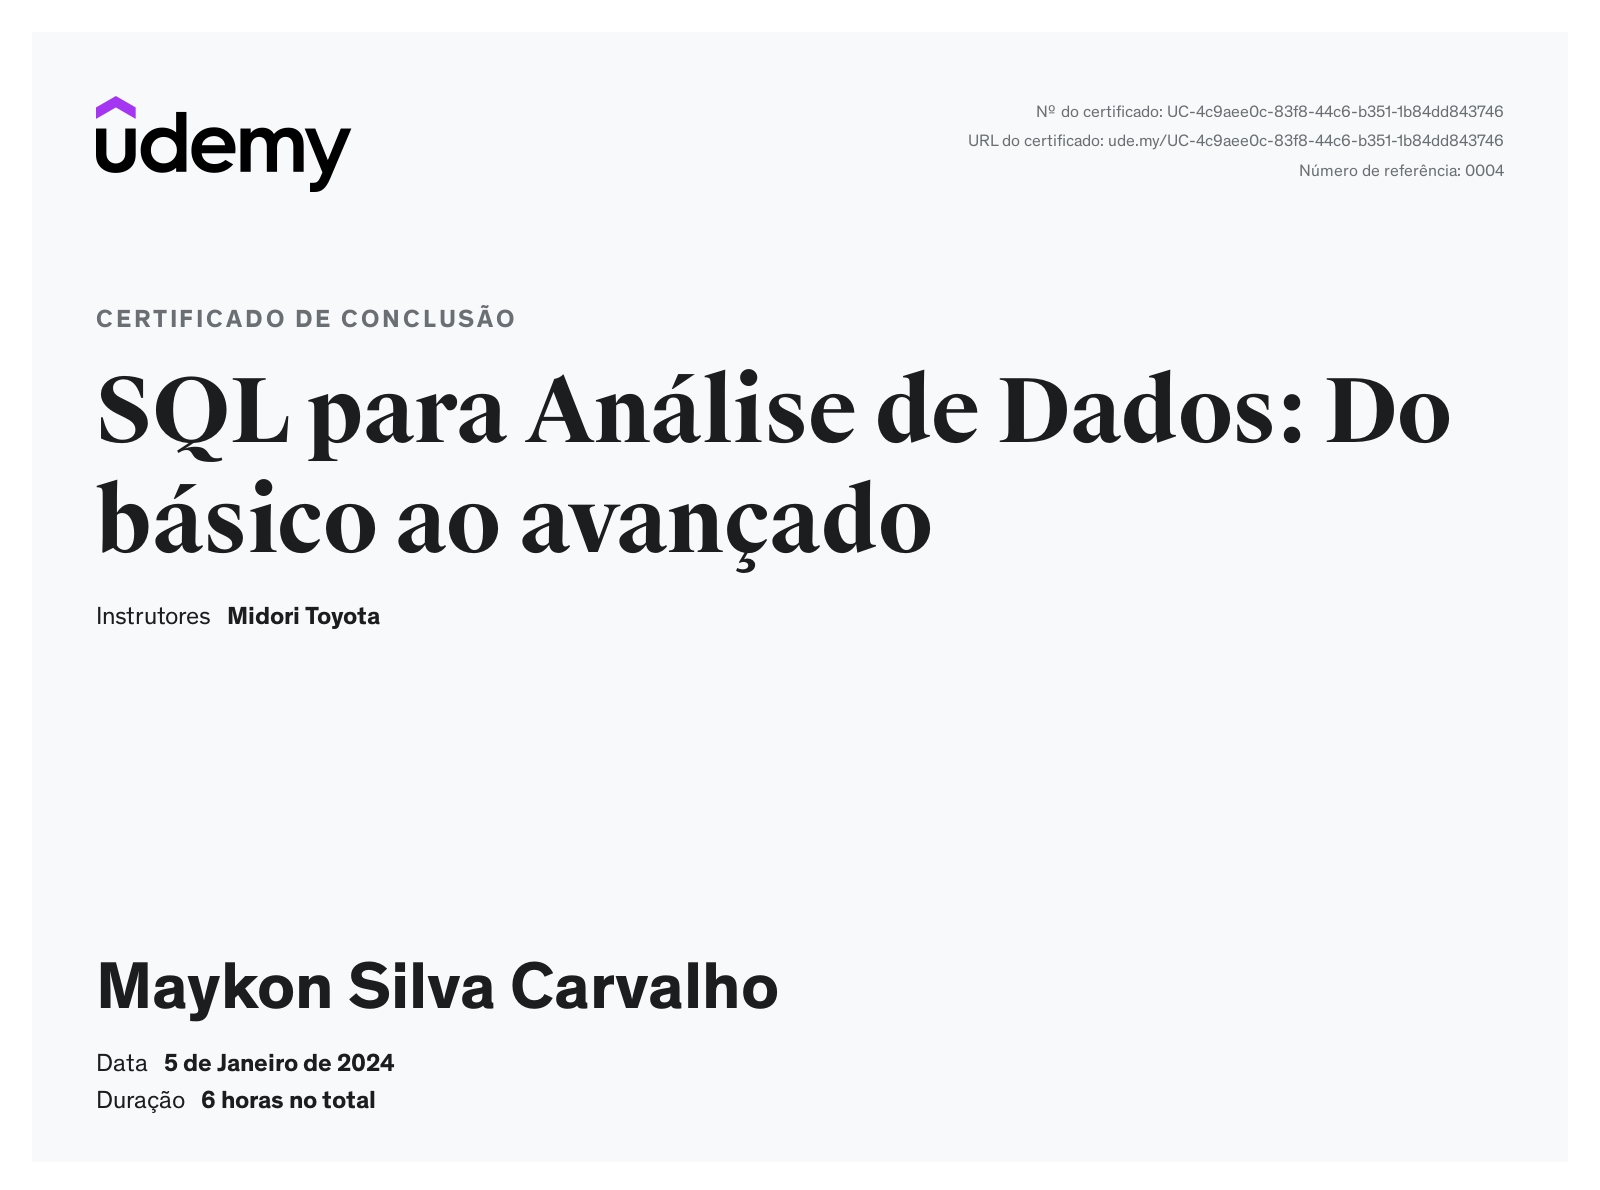 udemy
Nº do certificado: UC-4c9aee0c-83f8-44c6-b351-1b84dd843746
URL do certificado: ude.my/UC-4c9aee0c-83f8-44c6-b351-1b84dd843746
Número de referência: 0004
CERTIFICADO DE CONCLUSÃO
SQL para Análise de Dados: Do
básico ao avançado
Instrutores Midori Toyota
Maykon Silva Carvalho
Data 5 de Janeiro de 2024
Duração 6 horas no total